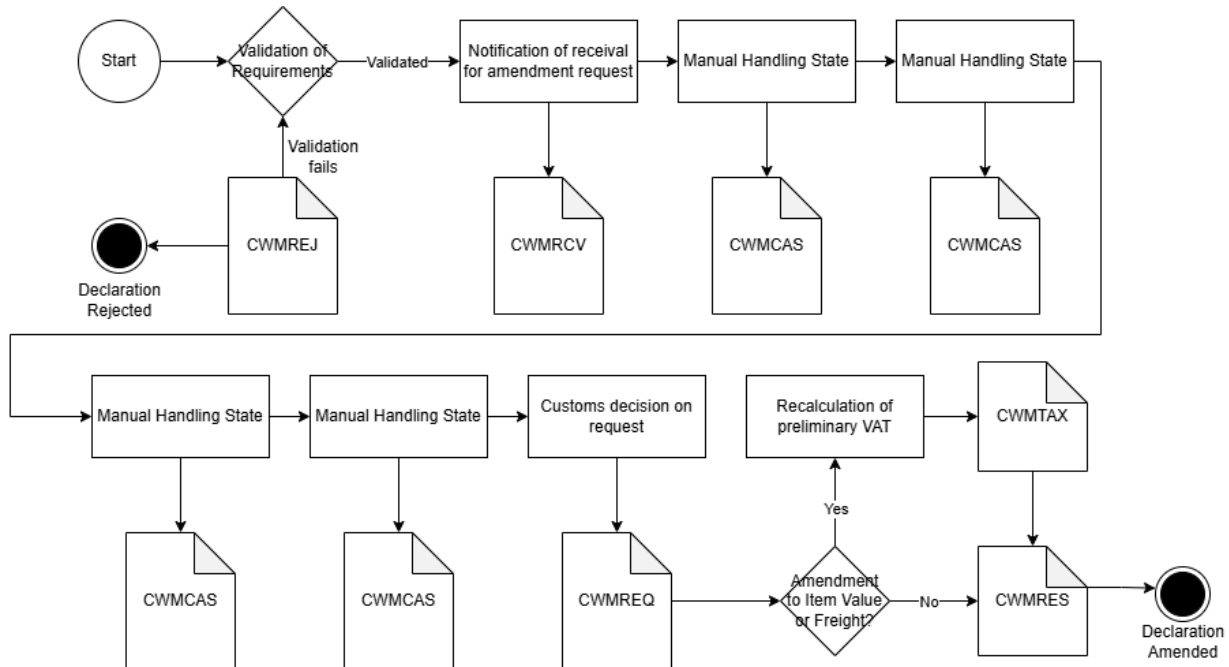 Start
Validation of
Requirements
Validated
Notification of receival
for amendment request
Manual Handling State
Manual Handling State
Validation
fails
CWMREJ
CWMRCV
CWMCAS
CWMCAS
Declaration
Rejected
Manual Handling State
Manual Handling State
Customs decision on
request
Recalculation of
preliminary VAT
CWMTAX
Yes
CWMCAS
CWMCAS
CWMREQ
Amendment
to Item Value
or Freight?
No
CWMRES
Declaration
Amended